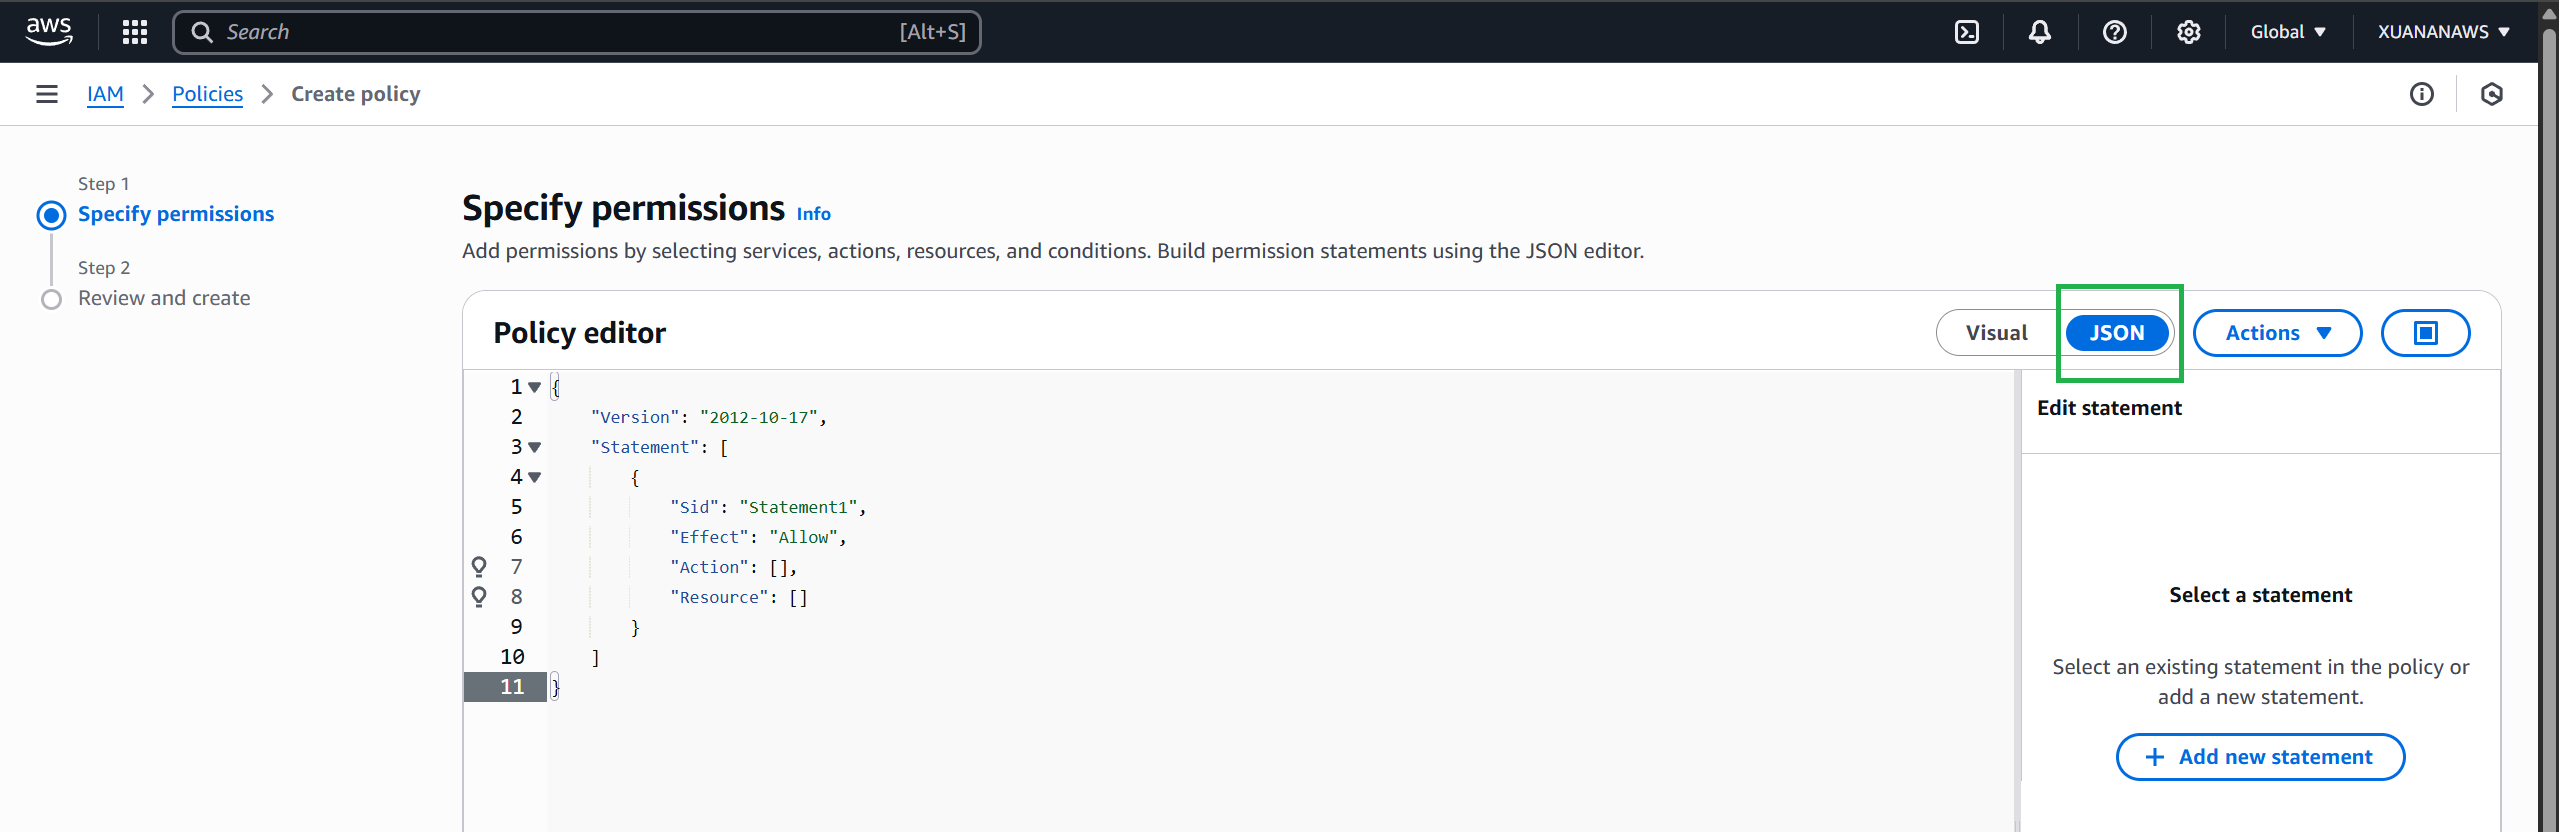 aws
Search [Alt+S]
Global
XUANANAWS
IAM
Policies
Create policy
Step 1
Specify permissions
Step 2
Review and create
Specify permissions Info
Add permissions by selecting services, actions, resources, and conditions. Build permission statements using the JSON editor.
Policy editor
Visual
JSON
Actions
1 {
2 "Version": "2012-10-17",
3 "Statement": [
4 {
5 "Sid": "Statement1",
6 "Effect": "Allow",
7 "Action": [],
8 "Resource": []
9 }
10 ]
11 }
Edit statement
Select a statement
Select an existing statement in the policy or
add a new statement.
+ Add new statement